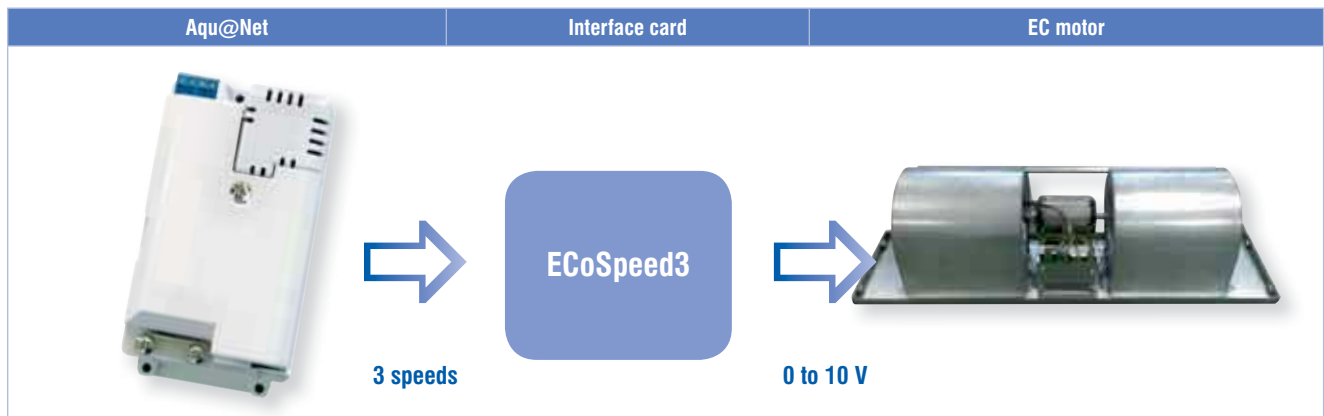 Aqu@Net
Interface card
EC motor
ECoSpeed3
3 speeds
0 to 10 V